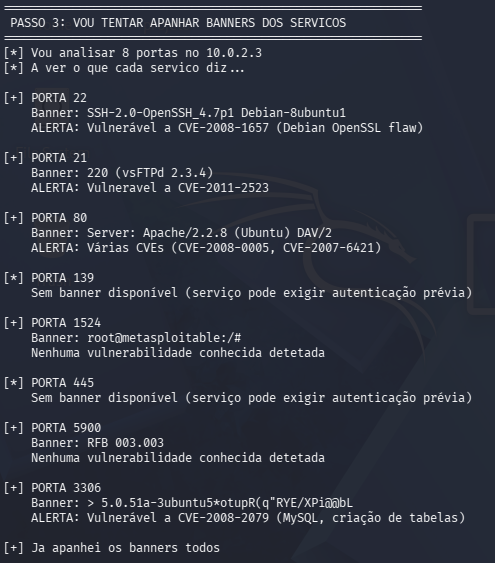 PASSO 3: VOU TENTAR APANHAR BANNERS DOS SERVICOS
[*] Vou analisar 8 portas no 10.0.2.3
[*] A ver o que cada servico diz...
[+] PORTA 22
Banner: SSH-2.0-OpenSSH_4.7p1 Debian-8ubuntu1
ALERTA: Vulnerável a CVE-2008-1657 (Debian OpenSSL flaw)
[+] PORTA 21
Banner: 220 (vsFTPd 2.3.4)
ALERTA: Vulneravel a CVE-2011-2523
[+] PORTA 80
Banner: Server: Apache/2.2.8 (Ubuntu) DAV/2
ALERTA: Várias CVEs (CVE-2008-0005, CVE-2007-6421)
[*] PORTA 139
Sem banner disponível (serviço pode exigir autenticação prévia)
[+] PORTA 1524
Banner: root@metasploitable:/#
Nenhuma vulnerabilidade conhecida detetada
[*] PORTA 445
Sem banner disponível (serviço pode exigir autenticação prévia)
[+] PORTA 5900
Banner: RFB 003.003
Nenhuma vulnerabilidade conhecida detetada
[+] PORTA 3306
Banner: > 5.0.51a-3ubuntu5*otupR(q"RYE/XPi@@bL
ALERTA: Vulnerável a CVE-2008-2079 (MySQL, criação de tabelas)
[+] Ja apanhei os banners todos